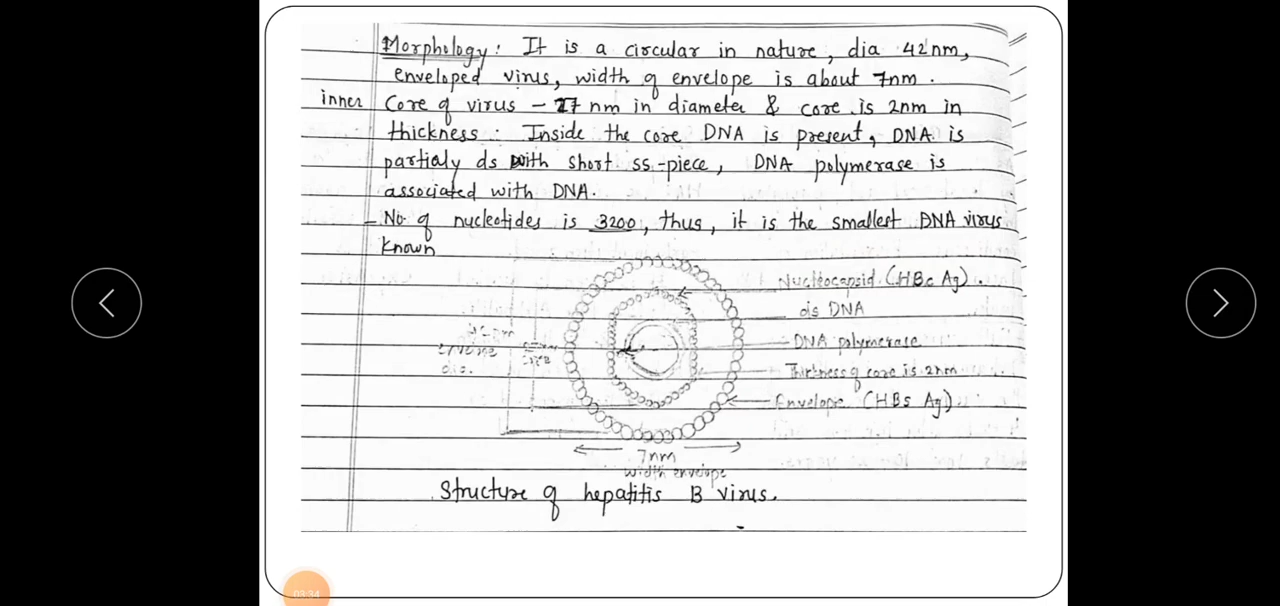 Morphology: It is a circular in nature, dia 42nm,
enveloped virus, width of envelope is about 7nm.
inner Core of virus - 27 nm in diameter & core is 2nm in
thickness: Inside the core DNA is present, DNA is
partialy ds with short ss-piece, DNA polymerase is
associated with DNA.
- No. of nucleotides is 3200, thus, it is the smallest DNA virus
known
Nucleocapsid (HBc Ag).
ds DNA
DNA polymerase
Thickness of core is 2nm
Envelope (HBs Ag).
7nm
width envelope
Structure of hepatitis B virus.
03:34